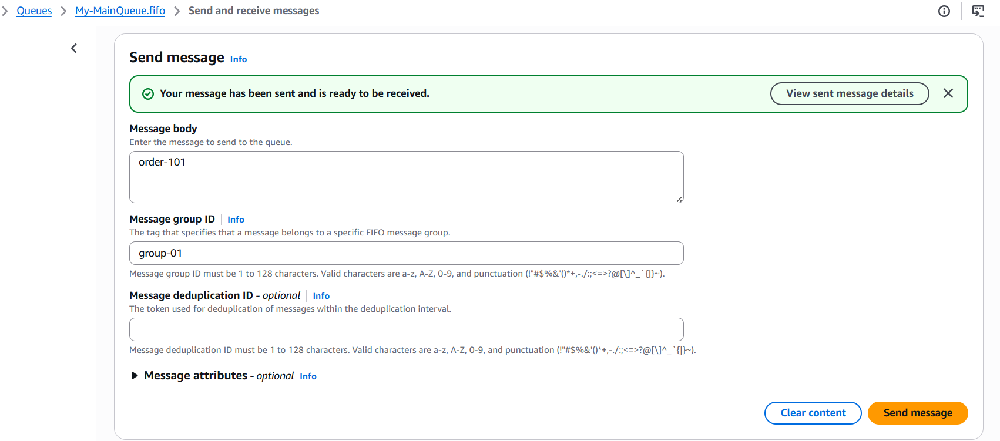 Queues > My-MainQueue.fifo > Send and receive messages
Send message Info
Your message has been sent and is ready to be received. View sent message details
Message body
Enter the message to send to the queue.
order-101
Message group ID Info
The tag that specifies that a message belongs to a specific FIFO message group.
group-01
Message group ID must be 1 to 128 characters. Valid characters are a-z, A-Z, 0-9, and punctuation (!"#$%&'()*+,-./:;<=>?@[\]^_`{|}~).
Message deduplication ID - optional Info
The token used for deduplication of messages within the deduplication interval.
Message deduplication ID must be 1 to 128 characters. Valid characters are a-z, A-Z, 0-9, and punctuation (!"#$%&'()*+,-./:;<=>?@[\]^_`{|}~).
Message attributes - optional Info
Clear content Send message